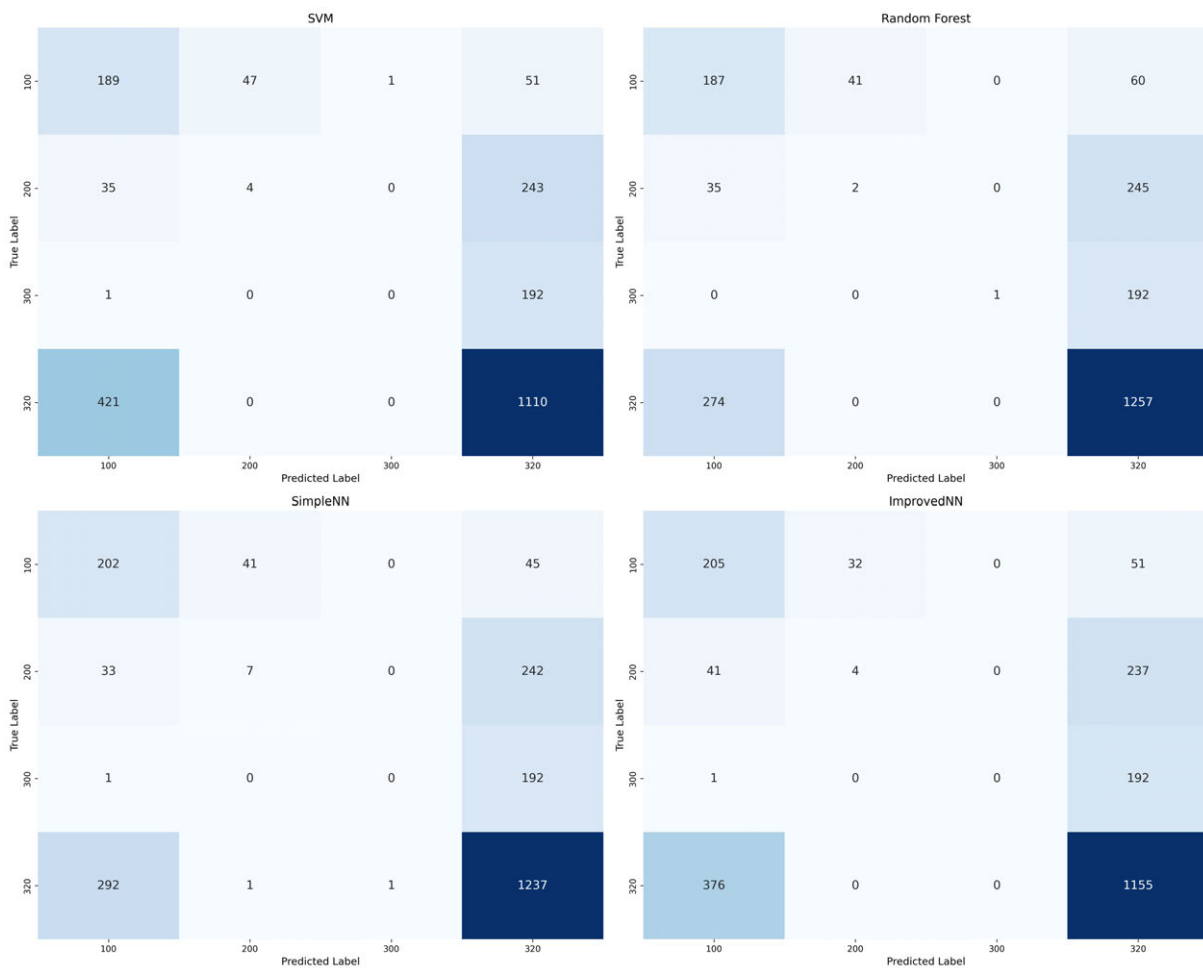 SVM
100 189 47 1 51
200 35 4 0 243
300 1 0 0 192
320 421 0 0 1110
True Label
100 200 300 320
Predicted Label
Random Forest
100 187 41 0 60
200 35 2 0 245
300 0 0 1 192
320 274 0 0 1257
True Label
100 200 300 320
Predicted Label
SimpleNN
100 202 41 0 45
200 33 7 0 242
300 1 0 0 192
320 292 1 1 1237
True Label
100 200 300 320
Predicted Label
ImprovedNN
100 205 32 0 51
200 41 4 0 237
300 1 0 0 192
320 376 0 0 1155
True Label
100 200 300 320
Predicted Label